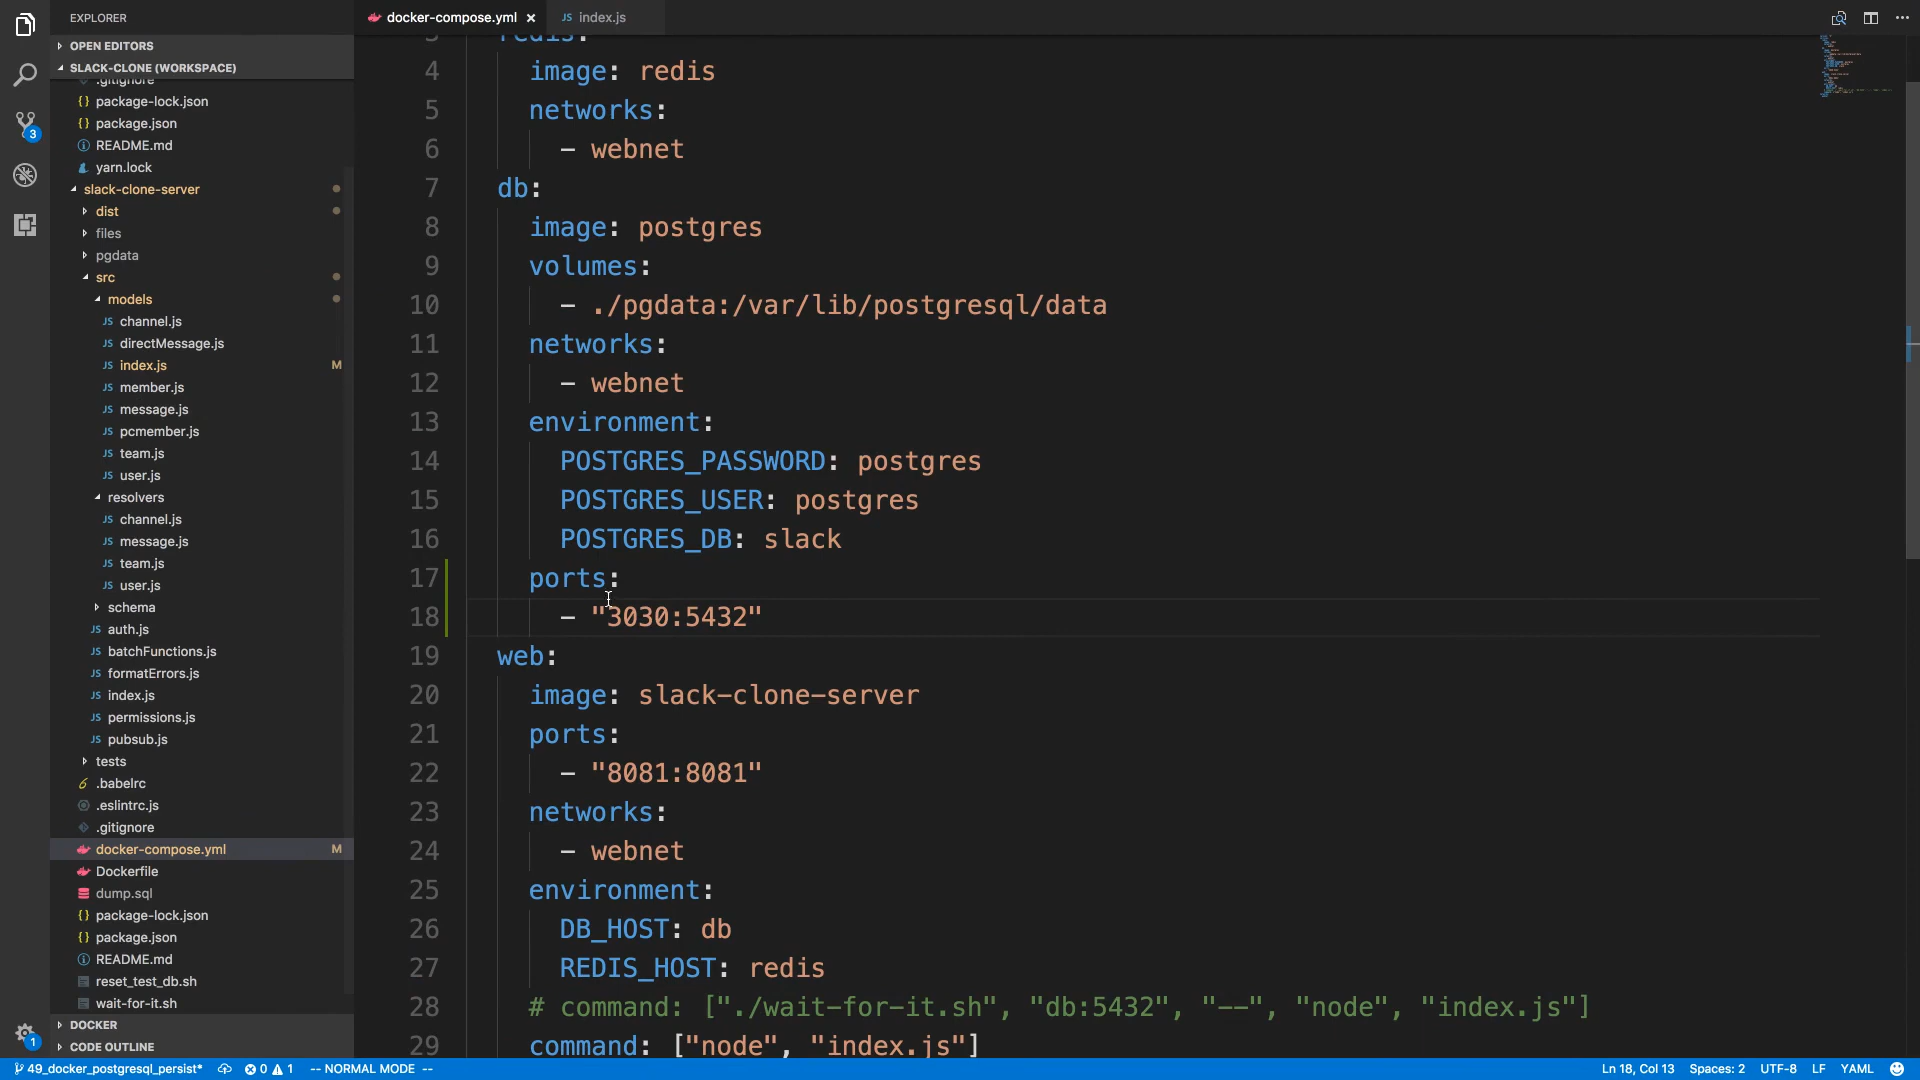 EXPLORER
OPEN EDITORS
SLACK-CLONE (WORKSPACE)
.gitignore
package-lock.json
package.json
README.md
yarn.lock
slack-clone-server
dist
files
pgdata
src
models
channel.js
directMessage.js
index.js M
member.js
message.js
pcmember.js
team.js
user.js
resolvers
channel.js
message.js
team.js
user.js
schema
auth.js
batchFunctions.js
formatErrors.js
index.js
permissions.js
pubsub.js
tests
.babelrc
.eslintrc.js
.gitignore
docker-compose.yml M
Dockerfile
dump.sql
package-lock.json
package.json
README.md
reset_test_db.sh
wait-for-it.sh
DOCKER
CODE OUTLINE
3
1
docker-compose.yml × JS index.js
3 redis:
4 image: redis
5 networks:
6 - webnet
7 db:
8 image: postgres
9 volumes:
10 - ./pgdata:/var/lib/postgresql/data
11 networks:
12 - webnet
13 environment:
14 POSTGRES_PASSWORD: postgres
15 POSTGRES_USER: postgres
16 POSTGRES_DB: slack
17 ports:
18 - "3030:5432"
19 web:
20 image: slack-clone-server
21 ports:
22 - "8081:8081"
23 networks:
24 - webnet
25 environment:
26 DB_HOST: db
27 REDIS_HOST: redis
28 # command: ["./wait-for-it.sh", "db:5432", "--", "node", "index.js"]
29 command: ["node", "index.js"]
49_docker_postgresql_persist* 0 1 -- NORMAL MODE -- Ln 18, Col 13 Spaces: 2 UTF-8 LF YAML